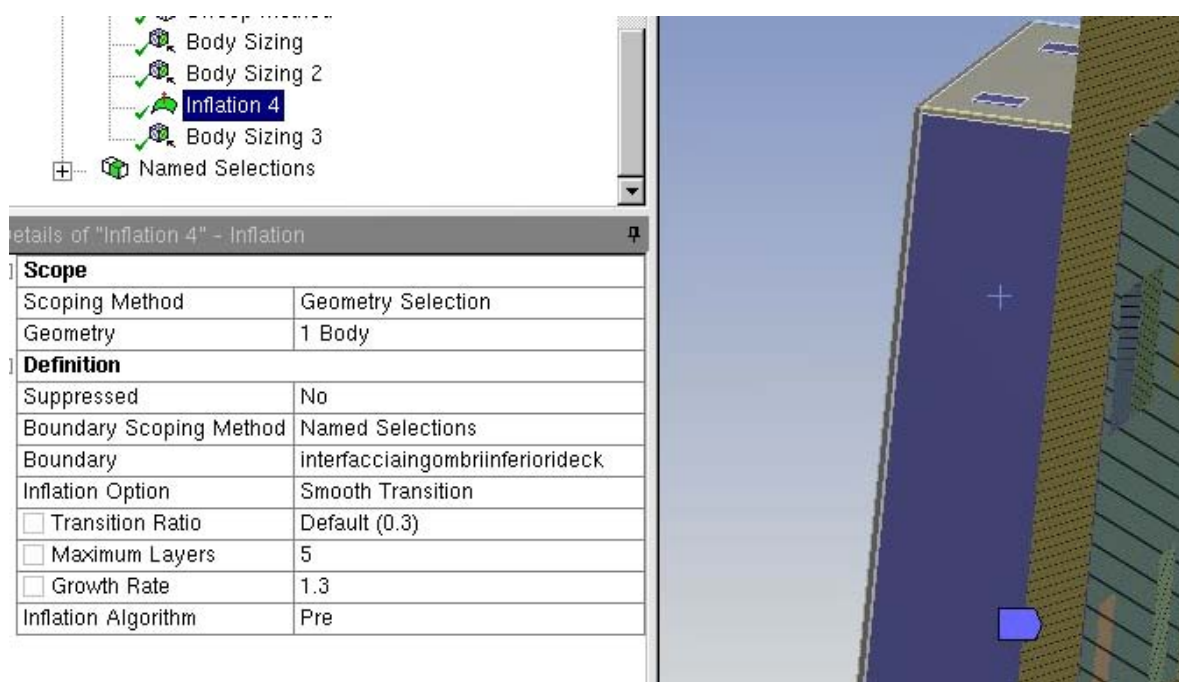 Body Sizing
Body Sizing 2
Inflation 4
Body Sizing 3
Named Selections
etails of "Inflation 4" - Inflation
Scope
Scoping Method Geometry Selection
Geometry 1 Body
Definition
Suppressed No
Boundary Scoping Method Named Selections
Boundary interfacciaingombriinferiorideck
Inflation Option Smooth Transition
Transition Ratio Default (0.3)
Maximum Layers 5
Growth Rate 1.3
Inflation Algorithm Pre